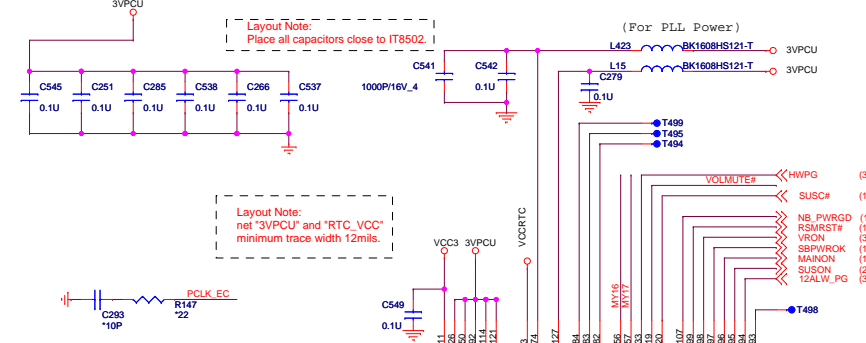 3VPCU
Layout Note:
Place all capacitors close to IT8502.
(For PLL Power)
L423 BK1608HS121-T 3VPCU
L15 BK1608HS121-T 3VPCU
C545 C251 C285 C538 C266 C537
0.1U 0.1U 0.1U 0.1U 0.1U 0.1U
C541 C542
1000P/16V_4 0.1U
C279
0.1U
T499
T495
T494
HWPG
VOLMUTE#
SUSC#
Layout Note:
net "3VPCU" and "RTC_VCC"
minimum trace width 12mils.
NB_PWRGD
RSMRST#
VRON
SBPWROK
MAINON
SUSON
12ALW_PG
VCC3 3VPCU VCCRTC
MY16
MY17
PCLK_EC
C293
*10P
R147
*22
C549
0.1U
T498
11 26 50 92 114 121 3 74 127 84 83 82 56 57 33 19 20 107 99 98 97 96 95 94 93